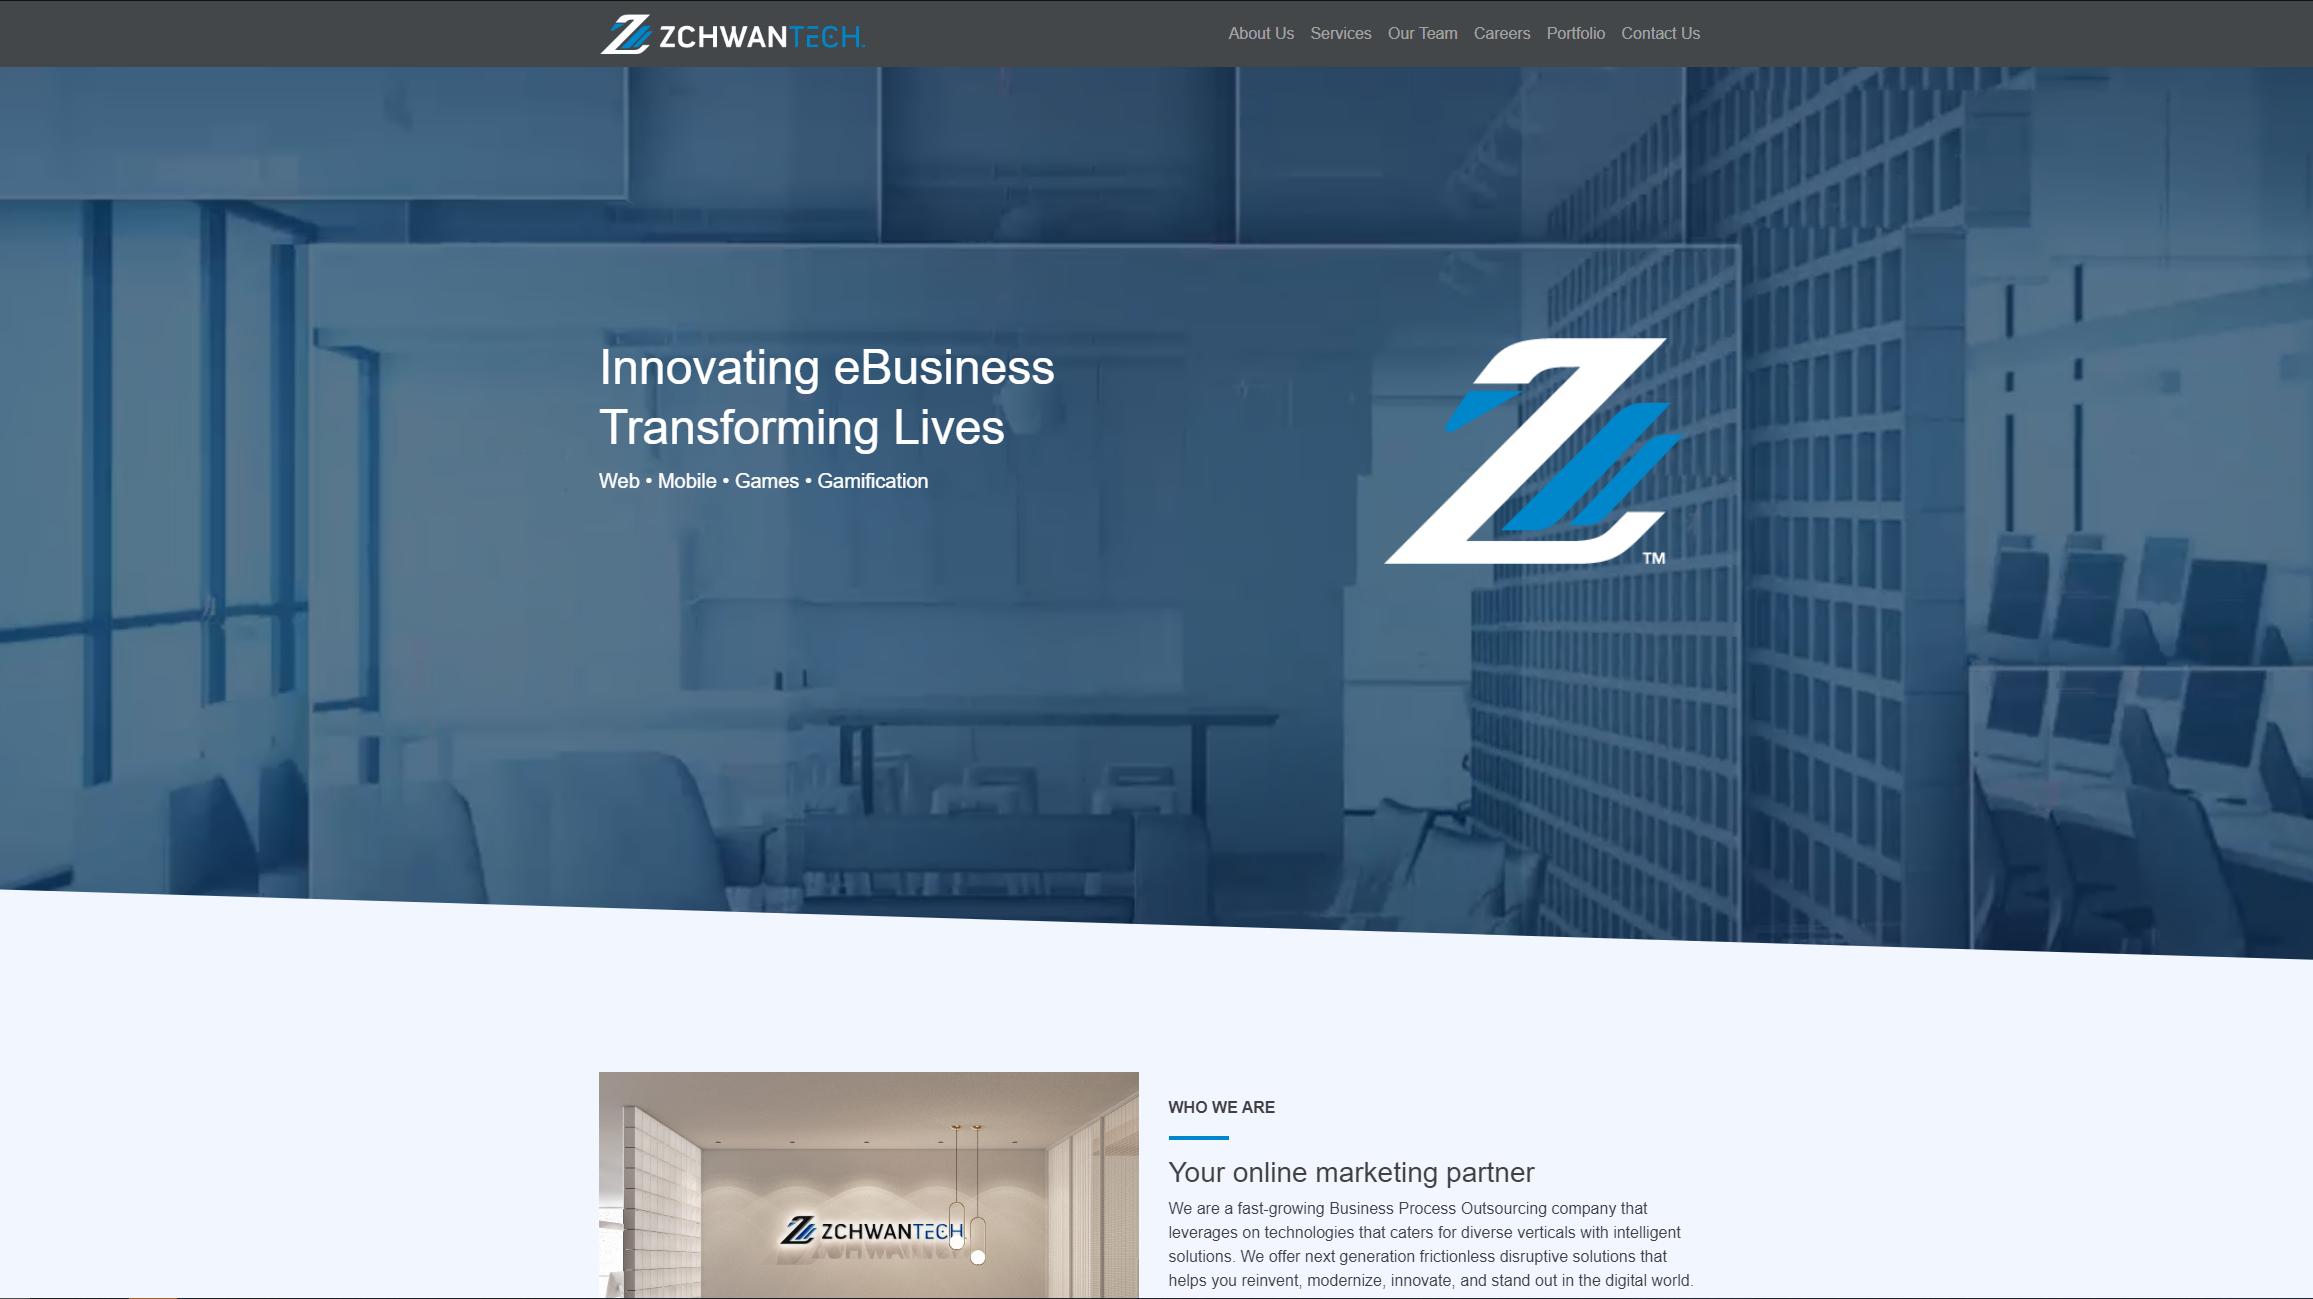 ZCHWANTECH.
About Us Services Our Team Careers Portfolio Contact Us
Innovating eBusiness
Transforming Lives
Web • Mobile • Games • Gamification
TM
ZCHWANTECH
WHO WE ARE
Your online marketing partner
We are a fast-growing Business Process Outsourcing company that
leverages on technologies that caters for diverse verticals with intelligent
solutions. We offer next generation frictionless disruptive solutions that
helps you reinvent, modernize, innovate, and stand out in the digital world.